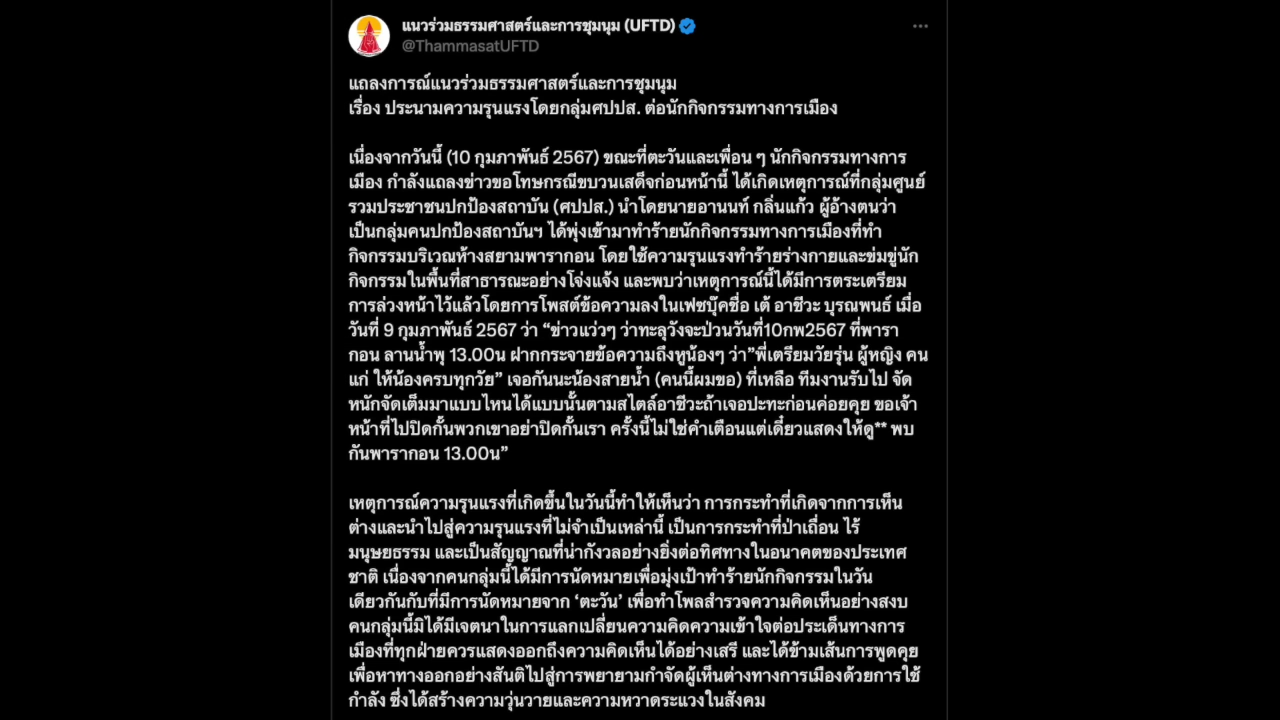 แนวร่วมธรรมศาสตร์และการชุมนุม (UFTD)
@ThammasatUFTD
แถลงการณ์แนวร่วมธรรมศาสตร์และการชุมนุม
เรื่อง ประนามความรุนแรงโดยกลุ่มศปปส. ต่อนักกิจกรรมทางการเมือง
เนื่องจากวันนี้ (10 กุมภาพันธ์ 2567) ขณะที่ตะวันและเพื่อน ๆ นักกิจกรรมทางการ
เมือง กำลังแถลงข่าวขอโทษกรณีขบวนเสด็จก่อนหน้านี้ ได้เกิดเหตุการณ์ที่กลุ่มศูนย์
รวมประชาชนปกป้องสถาบัน (ศปปส.) นำโดยนายอานนท์ กลิ่นแก้ว ผู้อ้างตนว่า
เป็นกลุ่มคนปกป้องสถาบันฯ ได้พุ่งเข้ามาทำร้ายนักกิจกรรมทางการเมืองที่ทำ
กิจกรรมบริเวณห้างสยามพารากอน โดยใช้ความรุนแรงทำร้ายร่างกายและข่มขู่นัก
กิจกรรมในพื้นที่สาธารณะอย่างโจ่งแจ้ง และพบว่าเหตุการณ์นี้ได้มีการตระเตรียม
การล่วงหน้าไว้แล้วโดยการโพสต์ข้อความลงในเฟซบุ๊คชื่อ เต้ อาชีวะ บุรณพนธ์ เมื่อ
วันที่ 9 กุมภาพันธ์ 2567 ว่า “ข่าวแว่วๆ ว่าทะลุวังจะป่วนวันที่10กพ2567 ที่พารา
กอน ลานน้ำพุ 13.00น ฝากกระจายข้อความถึงหูน้องๆ ว่า”พี่เตรียมวัยรุ่น ผู้หญิง คน
แก่ ให้น้องครบทุกวัย” เจอกันนะน้องสายน้ำ (คนนี้ผมขอ) ที่เหลือ ทีมงานรับไป จัด
หนักจัดเต็มมาแบบไหนได้แบบนั้นตามสไตล์อาชีวะถ้าเจอปะทะก่อนค่อยคุย ขอเจ้า
หน้าที่ไปปิดกั้นพวกเขาอย่าปิดกั้นเรา ครั้งนี้ไม่ใช่คำเตือนแต่เดี๋ยวแสดงให้ดู** พบ
กันพารากอน 13.00น”
เหตุการณ์ความรุนแรงที่เกิดขึ้นในวันนี้ทำให้เห็นว่า การกระทำที่เกิดจากการเห็น
ต่างและนำไปสู่ความรุนแรงที่ไม่จำเป็นเหล่านี้ เป็นการกระทำที่ป่าเถื่อน ไร้
มนุษยธรรม และเป็นสัญญาณที่น่ากังวลอย่างยิ่งต่อทิศทางในอนาคตของประเทศ
ชาติ เนื่องจากคนกลุ่มนี้ได้มีการนัดหมายเพื่อมุ่งเป้าทำร้ายนักกิจกรรมในวัน
เดียวกันกับที่มีการนัดหมายจาก ‘ตะวัน’ เพื่อทำโพลสำรวจความคิดเห็นอย่างสงบ
คนกลุ่มนี้มิได้มีเจตนาในการแลกเปลี่ยนความคิดความเข้าใจต่อประเด็นทางการ
เมืองที่ทุกฝ่ายควรแสดงออกถึงความคิดเห็นได้อย่างเสรี และได้ข้ามเส้นการพูดคุย
เพื่อหาทางออกอย่างสันติไปสู่การพยายามกำจัดผู้เห็นต่างทางการเมืองด้วยการใช้
กำลัง ซึ่งได้สร้างความวุ่นวายและความหวาดระแวงในสังคม